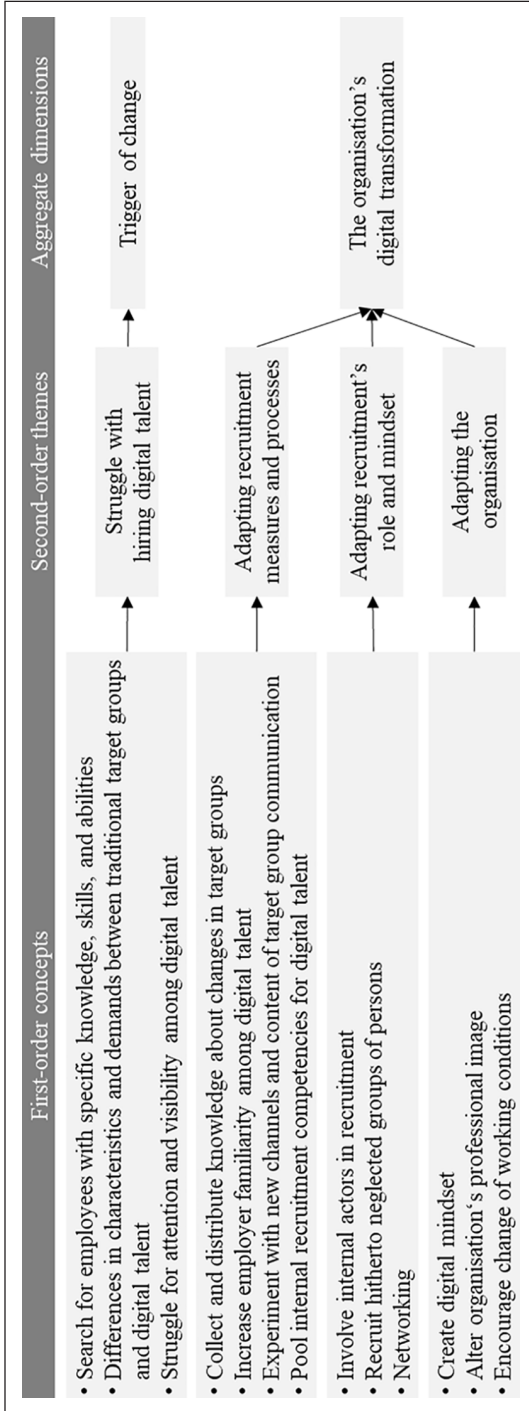 First-order concepts
Second-order themes
Aggregate dimensions
• Search for employees with specific knowledge, skills, and abilities
• Differences in characteristics and demands between traditional target groups
and digital talent
• Struggle for attention and visibility among digital talent
Struggle with
hiring digital talent
Trigger of change
• Collect and distribute knowledge about changes in target groups
• Increase employer familiarity among digital talent
• Experiment with new channels and content of target group communication
• Pool internal recruitment competencies for digital talent
Adapting recruitment
measures and processes
• Involve internal actors in recruitment
• Recruit hitherto neglected groups of persons
• Networking
Adapting recruitment's
role and mindset
The organisation's
digital transformation
• Create digital mindset
• Alter organisation‘s professional image
• Encourage change of working conditions
Adapting the
organisation